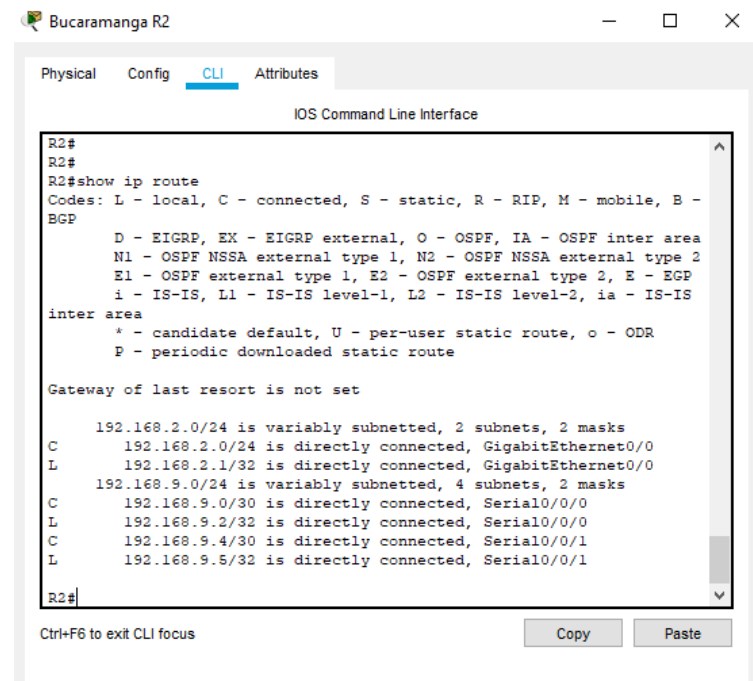 Bucaramanga R2
Physical Config CLI Attributes
IOS Command Line Interface
R2#
R2#
R2#show ip route
Codes: L - local, C - connected, S - static, R - RIP, M - mobile, B -
BGP
D - EIGRP, EX - EIGRP external, O - OSPF, IA - OSPF inter area
N1 - OSPF NSSA external type 1, N2 - OSPF NSSA external type 2
E1 - OSPF external type 1, E2 - OSPF external type 2, E - EGP
i - IS-IS, L1 - IS-IS level-1, L2 - IS-IS level-2, ia - IS-IS
inter area
* - candidate default, U - per-user static route, o - ODR
P - periodic downloaded static route
Gateway of last resort is not set
192.168.2.0/24 is variably subnetted, 2 subnets, 2 masks
C 192.168.2.0/24 is directly connected, GigabitEthernet0/0
L 192.168.2.1/32 is directly connected, GigabitEthernet0/0
192.168.9.0/24 is variably subnetted, 4 subnets, 2 masks
C 192.168.9.0/30 is directly connected, Serial0/0/0
L 192.168.9.2/32 is directly connected, Serial0/0/0
C 192.168.9.4/30 is directly connected, Serial0/0/1
L 192.168.9.5/32 is directly connected, Serial0/0/1
R2#
Ctrl+F6 to exit CLI focus
Copy Paste